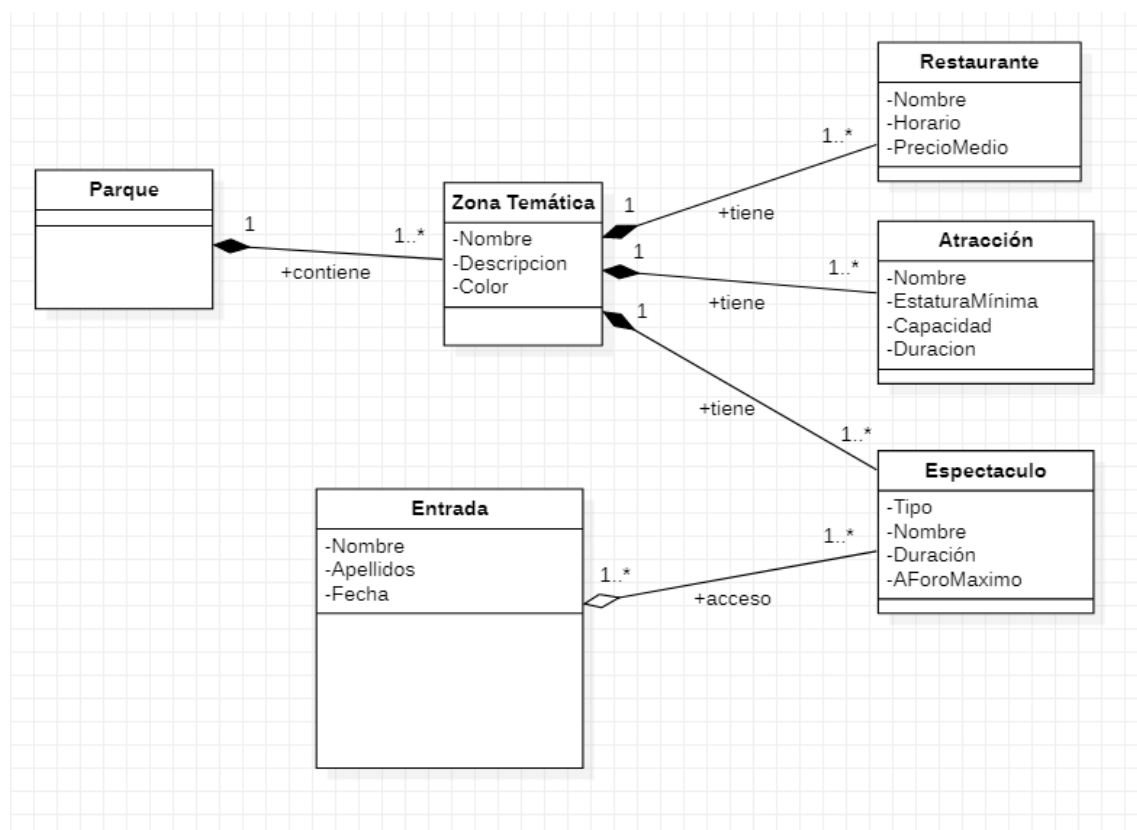 Parque
1
1..*
+contiene
Zona Temática
-Nombre
-Descripcion
-Color
1
1..*
+tiene
1
1..*
+tiene
1
1..*
+tiene
Restaurante
-Nombre
-Horario
-PrecioMedio
Atracción
-Nombre
-EstaturaMínima
-Capacidad
-Duracion
Espectaculo
-Tipo
-Nombre
-Duración
-AForoMaximo
Entrada
-Nombre
-Apellidos
-Fecha
1..*
1..*
+acceso